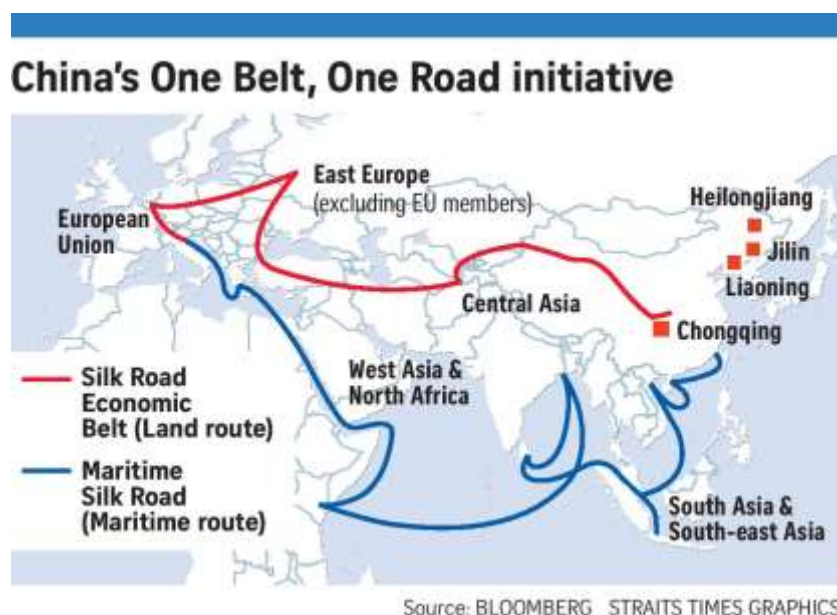 China's One Belt, One Road initiative
East Europe
(excluding EU members)
European
Union
Heilongjiang
Jilin
Liaoning
Central Asia
Chongqing
West Asia &
North Africa
Silk Road
Economic
Belt (Land route)
Maritime
Silk Road
(Maritime route)
South Asia &
South-east Asia
Source: BLOOMBERG STRAITS TIMES GRAPHICS